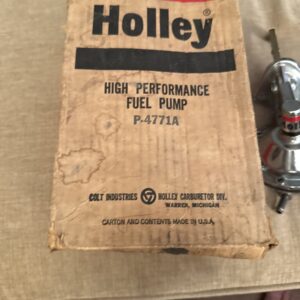 Holley®
HIGH PERFORMANCE
FUEL PUMP
P-4771A
COLT INDUSTRIES HOLLEY CARBURETOR DIV.
WARREN, MICHIGAN
CARTON AND CONTENTS MADE IN U.S.A.